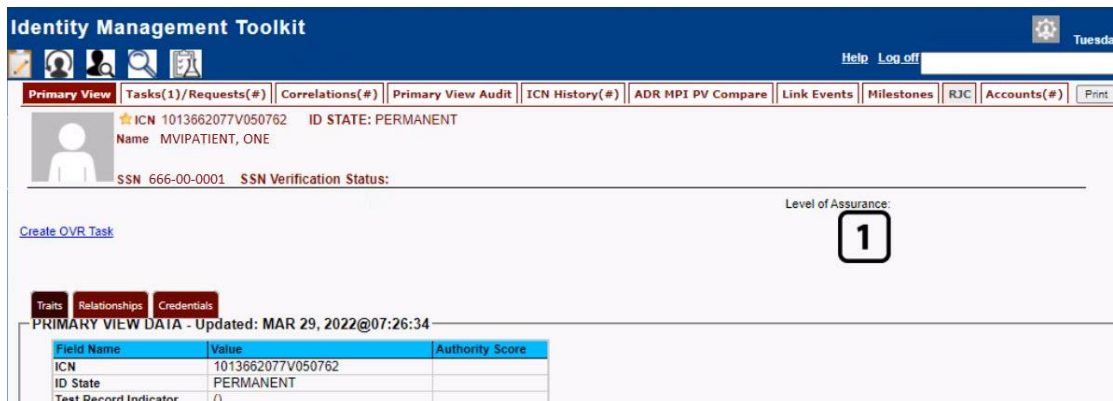 Identity Management Toolkit
Tuesda
Help Log off
Primary View Tasks(1)/Requests(#) Correlations(#) Primary View Audit ICN History(#) ADR MPI PV Compare Link Events Milestones RJC Accounts(#) Print
ICN 1013662077V050762 ID STATE: PERMANENT
Name MVIPATIENT, ONE
SSN 666-00-0001 SSN Verification Status:
Level of Assurance:
1
Create OVR Task
Traits Relationships Credentials
PRIMARY VIEW DATA - Updated: MAR 29, 2022@07:26:34
Field Name Value Authority Score
ICN 1013662077V050762
ID State PERMANENT
Test Record Indicator ()